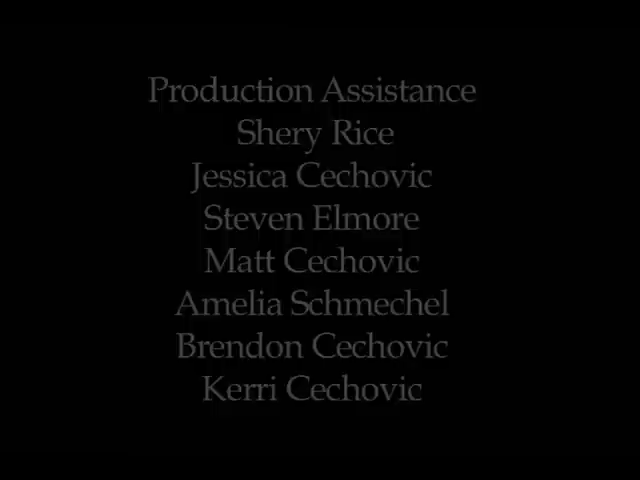 Production Assistance
Shery Rice
Jessica Cechovic
Steven Elmore
Matt Cechovic
Amelia Schmechel
Brendon Cechovic
Kerri Cechovic